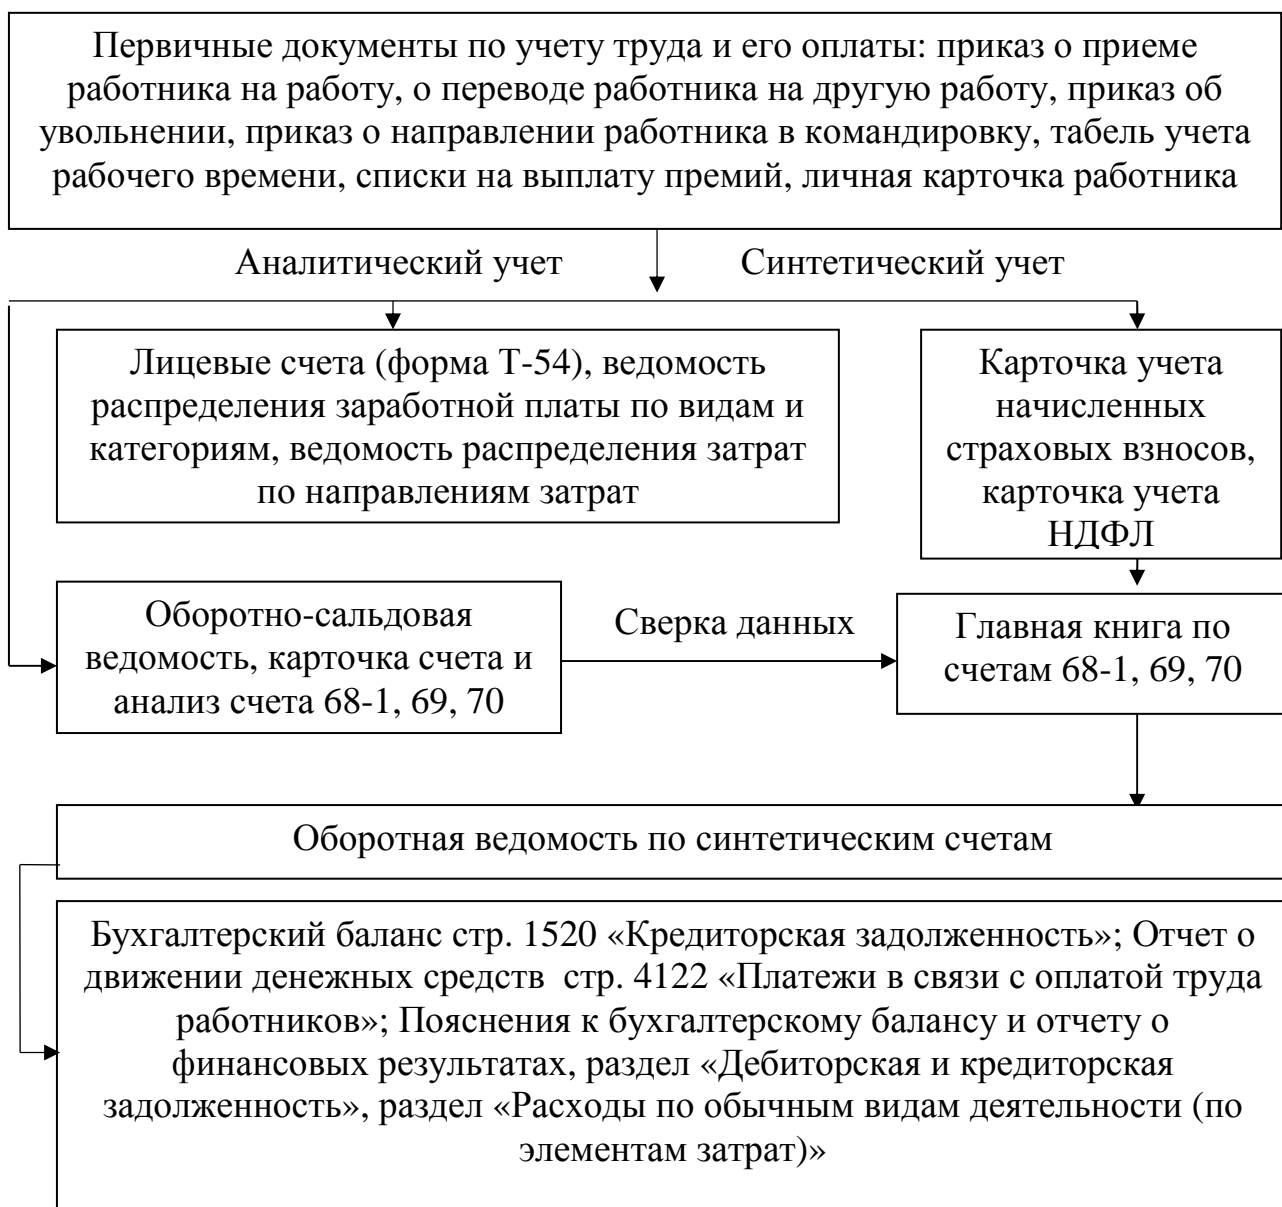 Первичные документы по учету труда и его оплаты: приказ о приеме
работника на работу, о переводе работника на другую работу, приказ об
увольнении, приказ о направлении работника в командировку, табель учета
рабочего времени, списки на выплату премий, личная карточка работника
Аналитический учет
Синтетический учет
Лицевые счета (форма Т-54), ведомость
распределения заработной платы по видам и
категориям, ведомость распределения затрат
по направлениям затрат
Карточка учета
начисленных
страховых взносов,
карточка учета
НДФЛ
Оборотно-сальдовая
ведомость, карточка счета и
анализ счета 68-1, 69, 70
Сверка данных
Главная книга по
счетам 68-1, 69, 70
Оборотная ведомость по синтетическим счетам
Бухгалтерский баланс стр. 1520 «Кредиторская задолженность»; Отчет о
движении денежных средств стр. 4122 «Платежи в связи с оплатой труда
работников»; Пояснения к бухгалтерскому балансу и отчету о
финансовых результатах, раздел «Дебиторская и кредиторская
задолженность», раздел «Расходы по обычным видам деятельности (по
элементам затрат)»